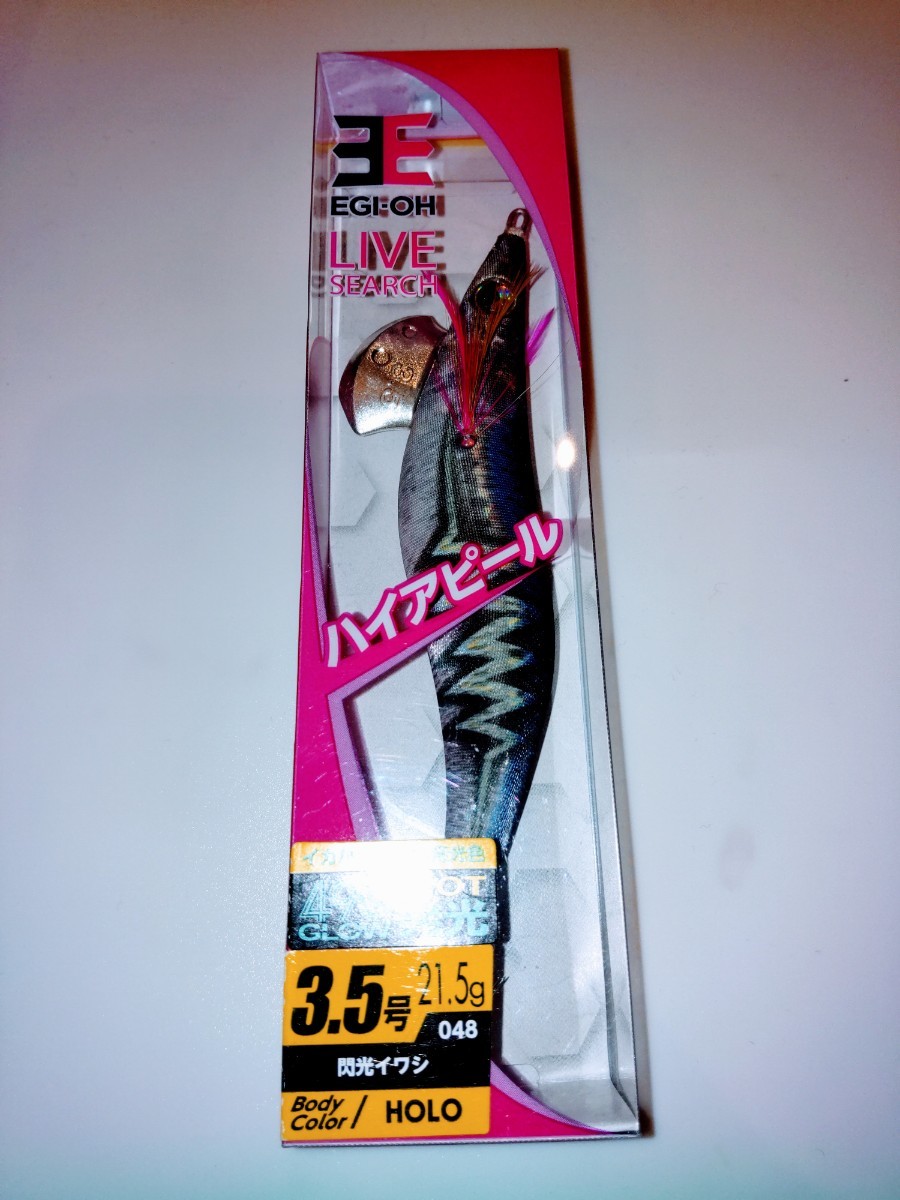 EGI-OH
LIVE
SEARCH
ハイアピール
3.5号 21.5g
048
閃光イワシ
Body
Color / HOLO